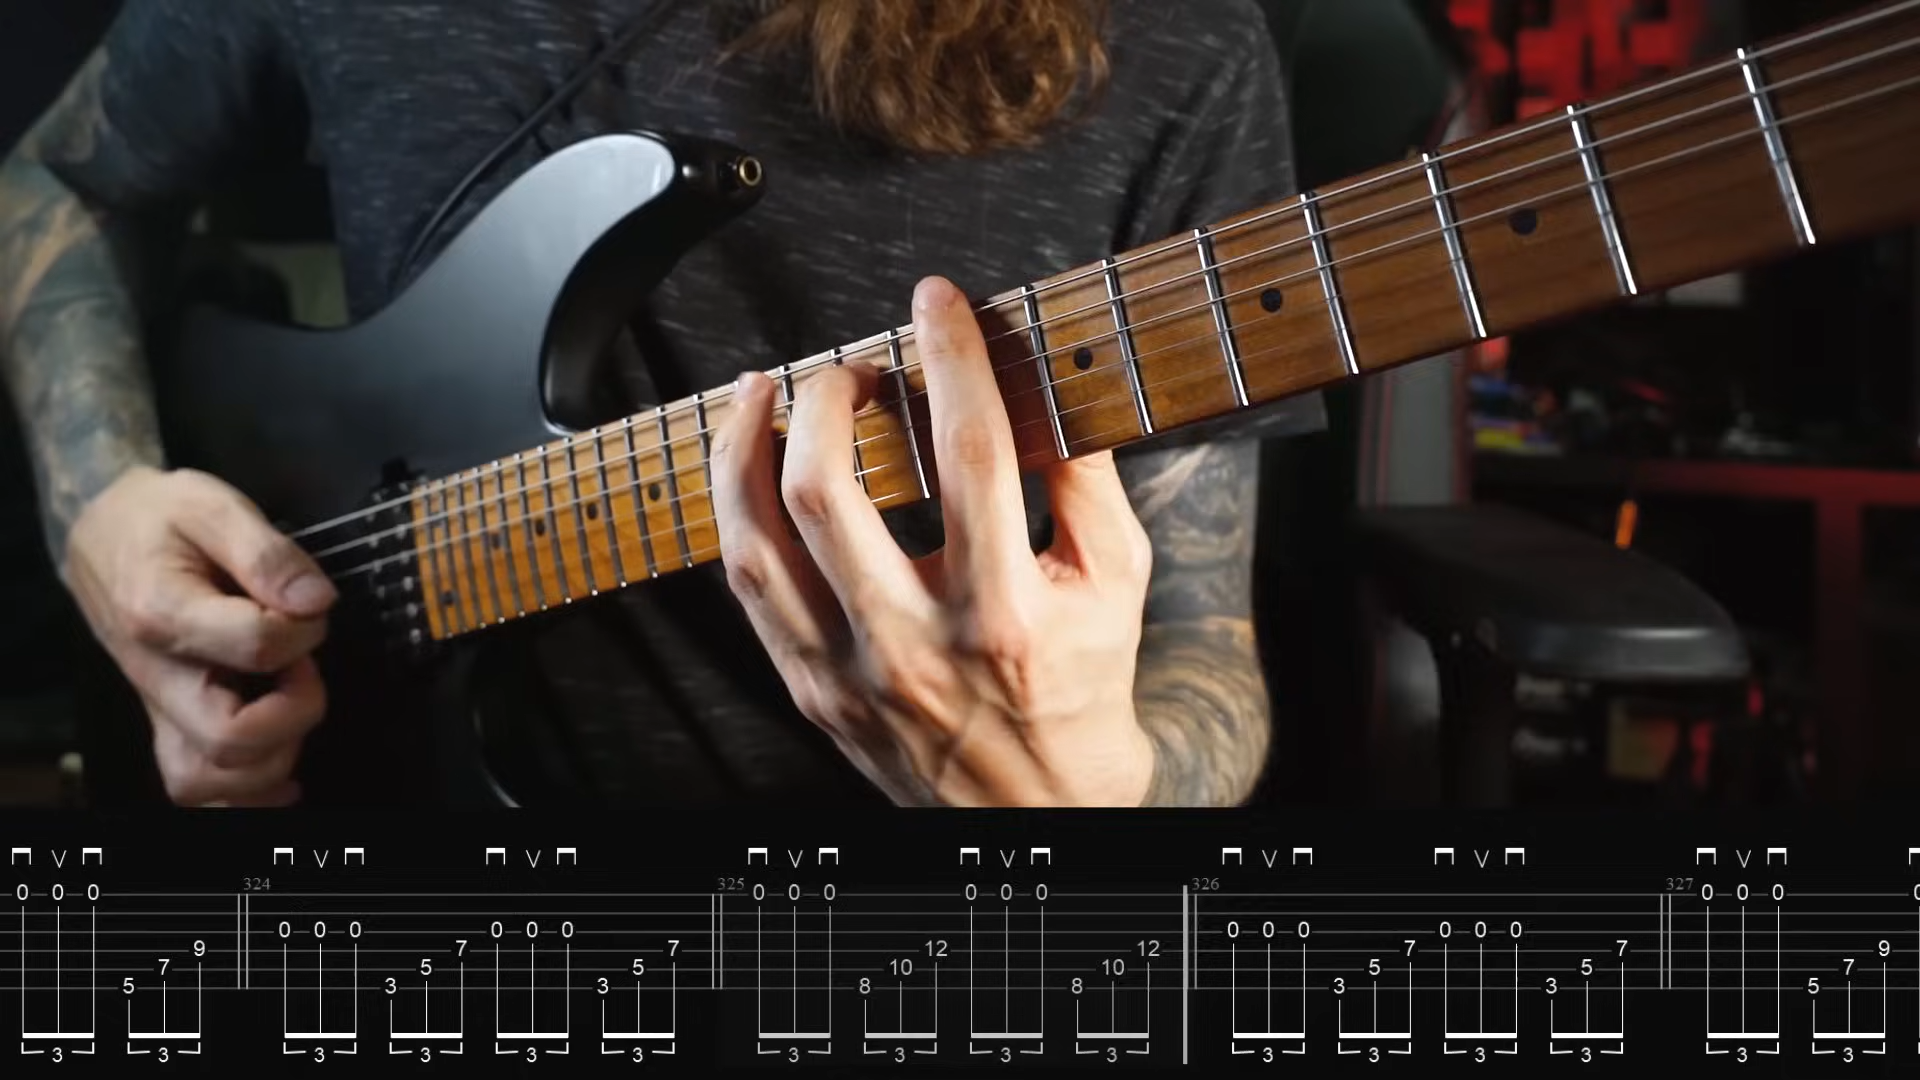 V V V V V V V V
324 325 326 327
0 0 0 0 0 0 0 0 0 0 0 0 0
0 0 0 0 0 0 0 0 0 0 0 0
9 7 7 12 12 7 7 9
7 5 5 10 10 5 5 7
5 3 3 8 8 3 3 5
3 3 3 3 3 3 3 3 3 3 3 3 3 3 3 3